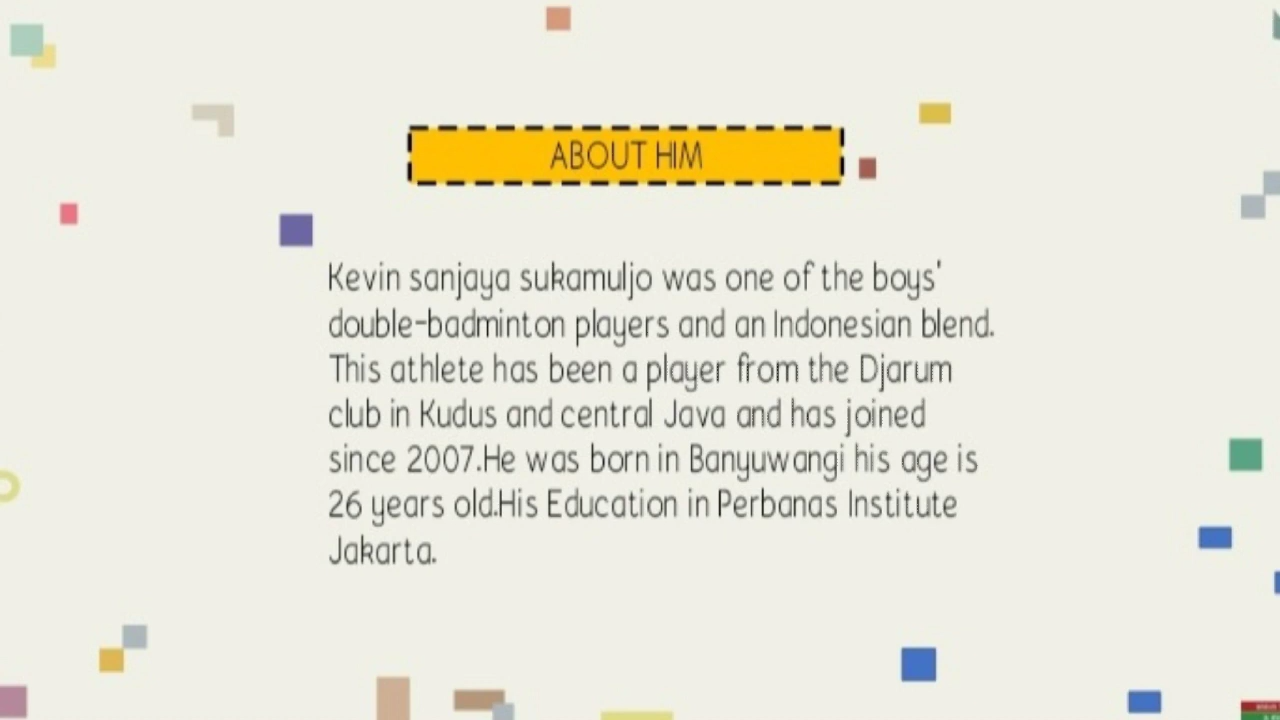 ABOUT HIM
Kevin sanjaya sukamuljo was one of the boys'
double-badminton players and an Indonesian blend.
This athlete has been a player from the Djarum
club in Kudus and central Java and has joined
since 2007.He was born in Banyuwangi his age is
26 years old.His Education in Perbanas Institute
Jakarta.